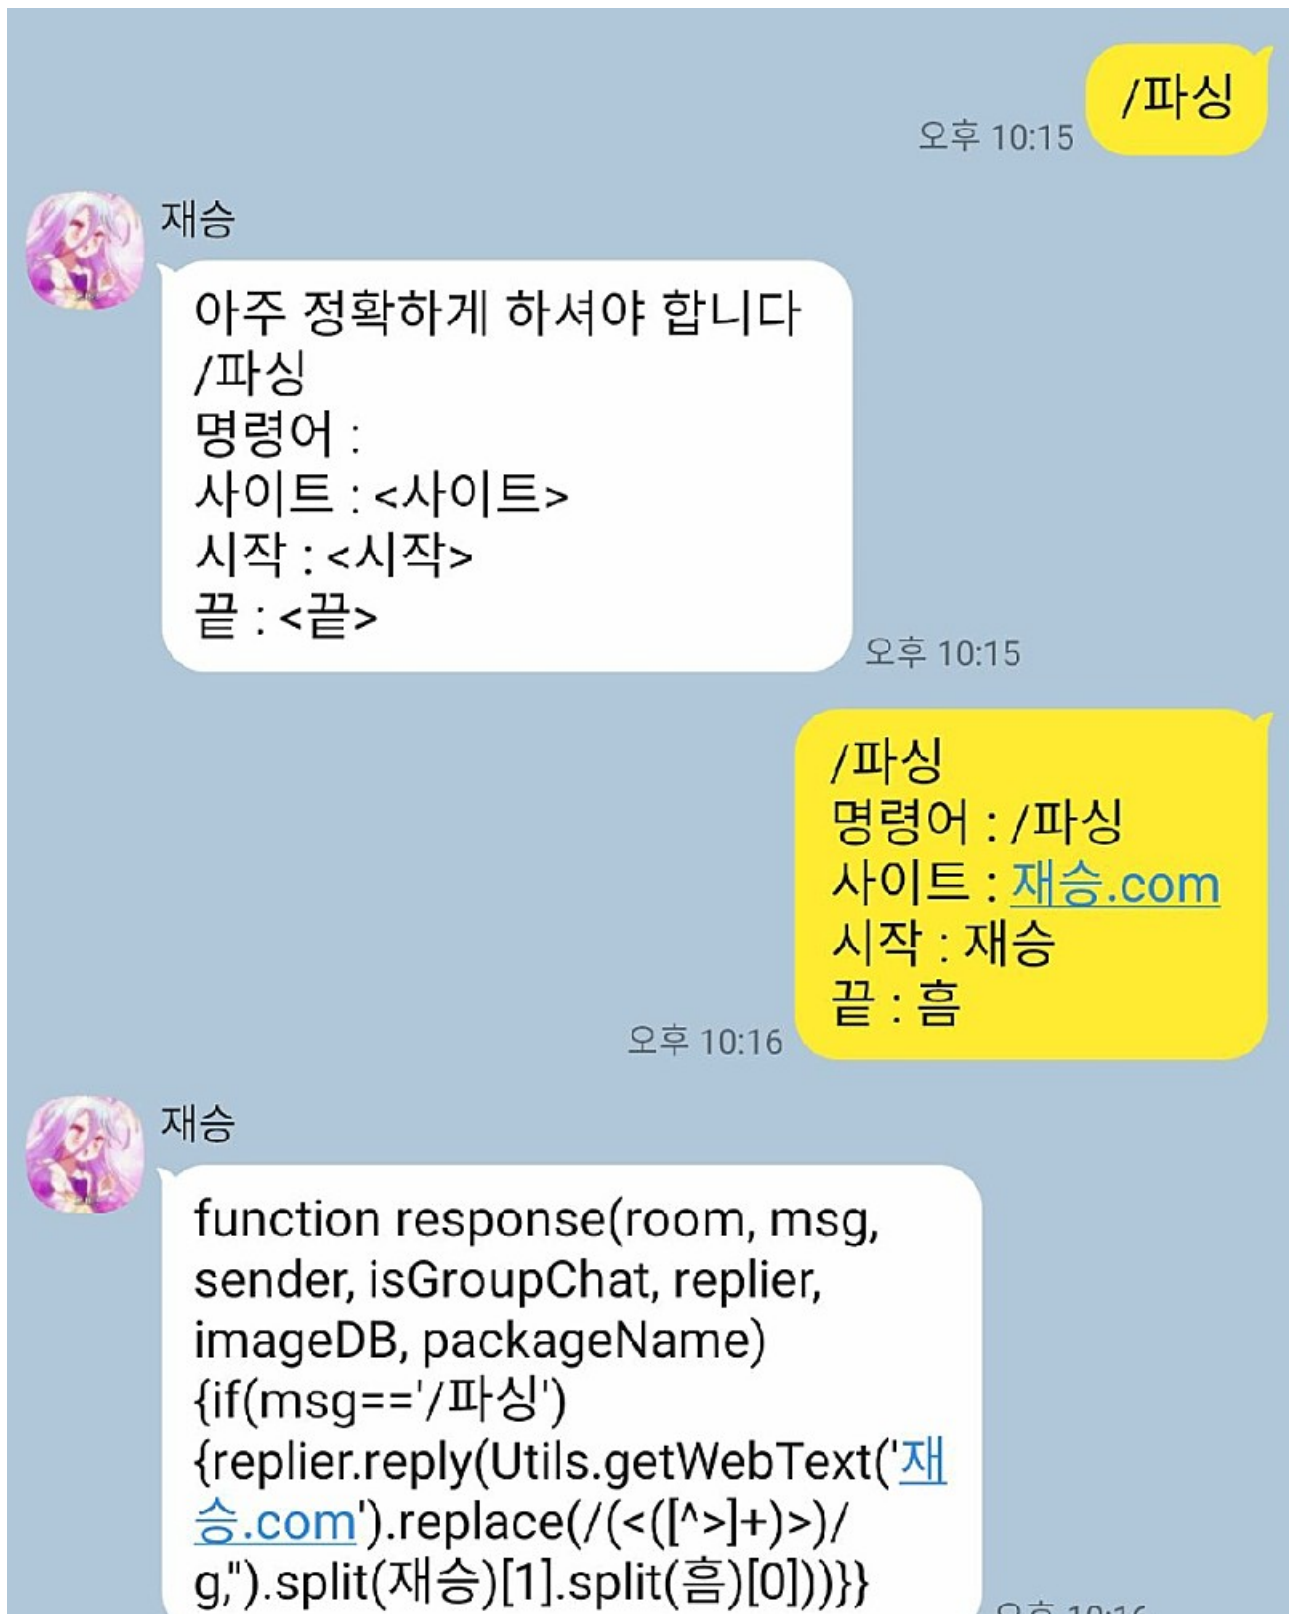 /파싱
오후 10:15
재승
아주 정확하게 하셔야 합니다
/파싱
명령어 :
사이트 : <사이트>
시작 : <시작>
끝 : <끝>
오후 10:15
/파싱
명령어 : /파싱
사이트 : 재승.com
시작 : 재승
끝 : 흠
오후 10:16
재승
function response(room, msg,
sender, isGroupChat, replier,
imageDB, packageName)
{if(msg=='/파싱')
{replier.reply(Utils.getWebText('재
승.com').replace(/(<([^>]+)>)/
g,'').split(재승)[1].split(흠)[0]))}}